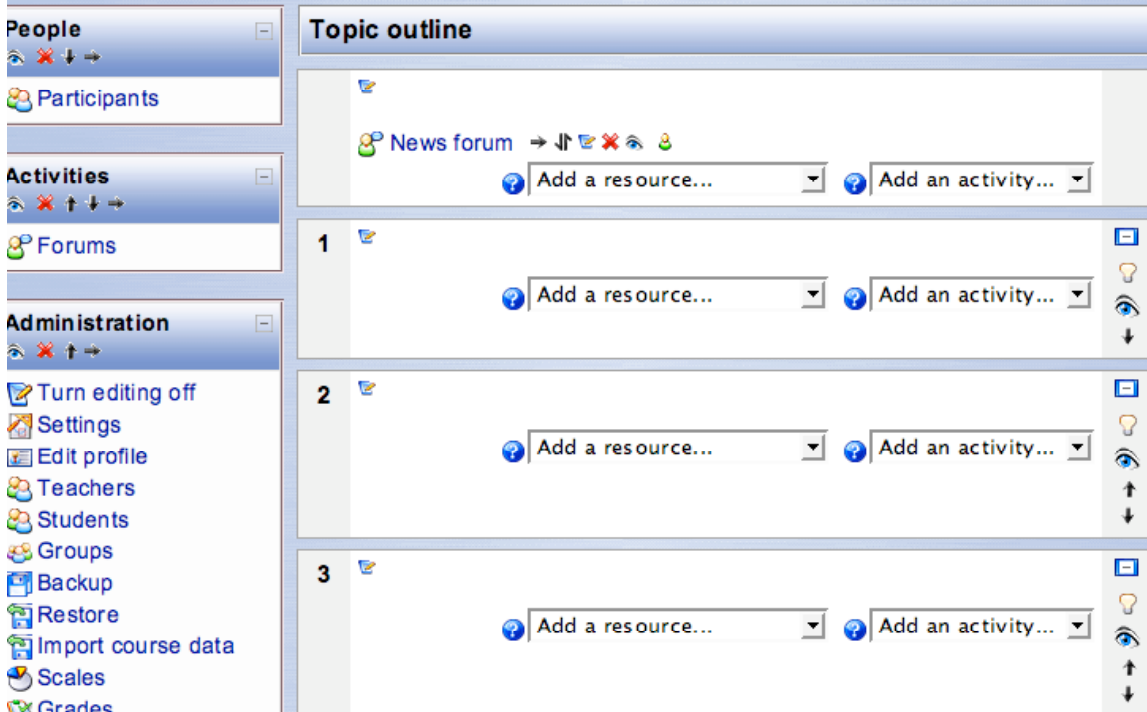 People
Participants
Activities
Forums
Administration
Turn editing off
Settings
Edit profile
Teachers
Students
Groups
Backup
Restore
Import course data
Scales
Grades
Topic outline
News forum
Add a resource... Add an activity...
1
Add a resource... Add an activity...
2
Add a resource... Add an activity...
3
Add a resource... Add an activity...